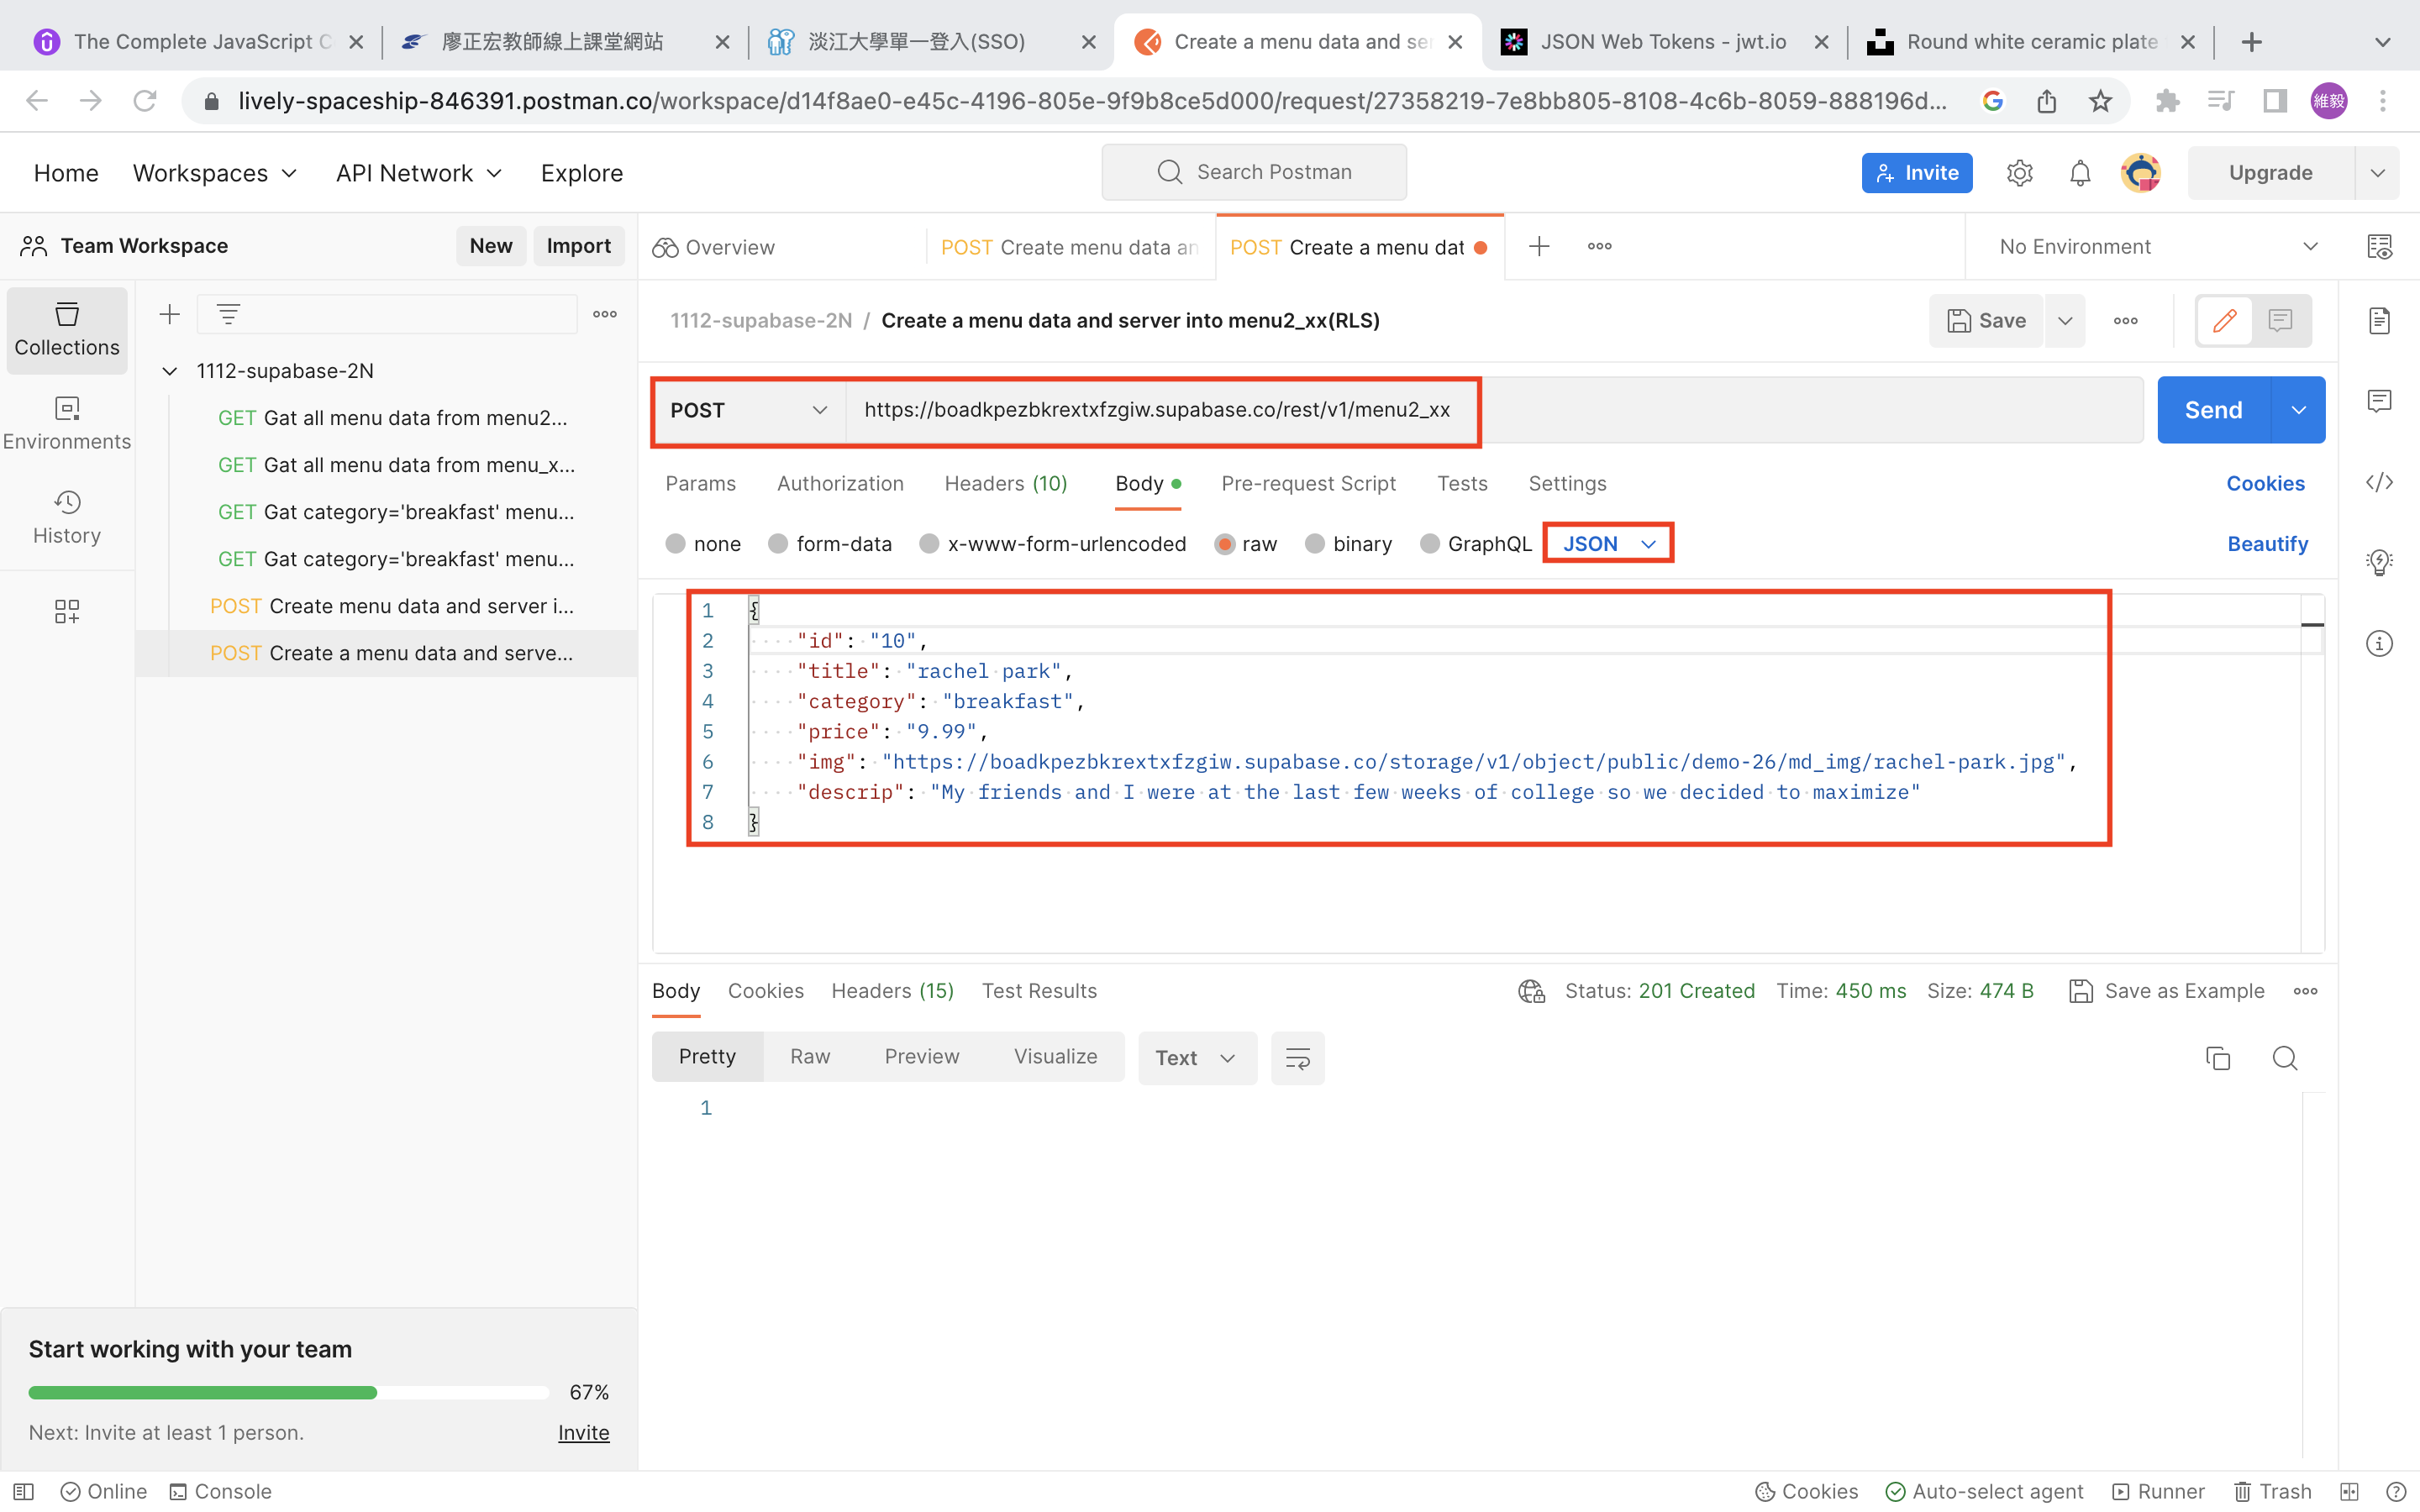 The Complete JavaScript C
廖正宏教師線上課堂網站
淡江大學單一登入(SSO)
Create a menu data and ser
JSON Web Tokens - jwt.io
Round white ceramic plate
lively-spaceship-846391.postman.co/workspace/d14f8ae0-e45c-4196-805e-9f9b8ce5d000/request/27358219-7e8bb805-8108-4c6b-8059-888196d...
維毅
Home Workspaces API Network Explore
Search Postman
Invite
Upgrade
Team Workspace
New
Import
Overview
POST Create menu data an
POST Create a menu dat
No Environment
Collections
Environments
History
1112-supabase-2N
GET Gat all menu data from menu2...
GET Gat all menu data from menu_x...
GET Gat category='breakfast' menu...
GET Gat category='breakfast' menu...
POST Create menu data and server i...
POST Create a menu data and serve...
1112-supabase-2N / Create a menu data and server into menu2_xx(RLS)
Save
POST
https://boadkpezbkrextxfzgiw.supabase.co/rest/v1/menu2_xx
Send
Params Authorization Headers (10) Body Pre-request Script Tests Settings
Cookies
none form-data x-www-form-urlencoded raw binary GraphQL JSON
Beautify
1 {
2 "id": "10",
3 "title": "rachel park",
4 "category": "breakfast",
5 "price": "9.99",
6 "img": "https://boadkpezbkrextxfzgiw.supabase.co/storage/v1/object/public/demo-26/md_img/rachel-park.jpg",
7 "descrip": "My friends and I were at the last few weeks of college so we decided to maximize"
8 }
Body Cookies Headers (15) Test Results
Status: 201 Created Time: 450 ms Size: 474 B
Save as Example
Pretty Raw Preview Visualize
Text
1
Start working with your team
67%
Next: Invite at least 1 person.
Invite
Online
Console
Cookies
Auto-select agent
Runner
Trash